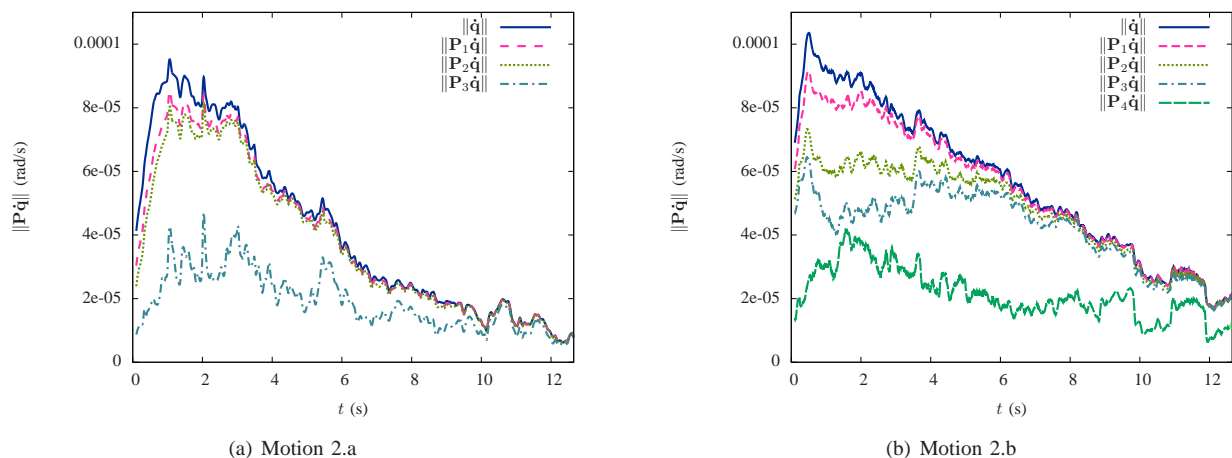 0.0001
8e-05
6e-05
4e-05
2e-05
0
‖Pq̇‖ (rad/s)
‖q̇‖
‖P₁q̇‖
‖P₂q̇‖
‖P₃q̇‖
0 2 4 6 8 10 12
t (s)
(a) Motion 2.a
0.0001
8e-05
6e-05
4e-05
2e-05
0
‖Pq̇‖ (rad/s)
‖q̇‖
‖P₁q̇‖
‖P₂q̇‖
‖P₃q̇‖
‖P₄q̇‖
0 2 4 6 8 10 12
t (s)
(b) Motion 2.b